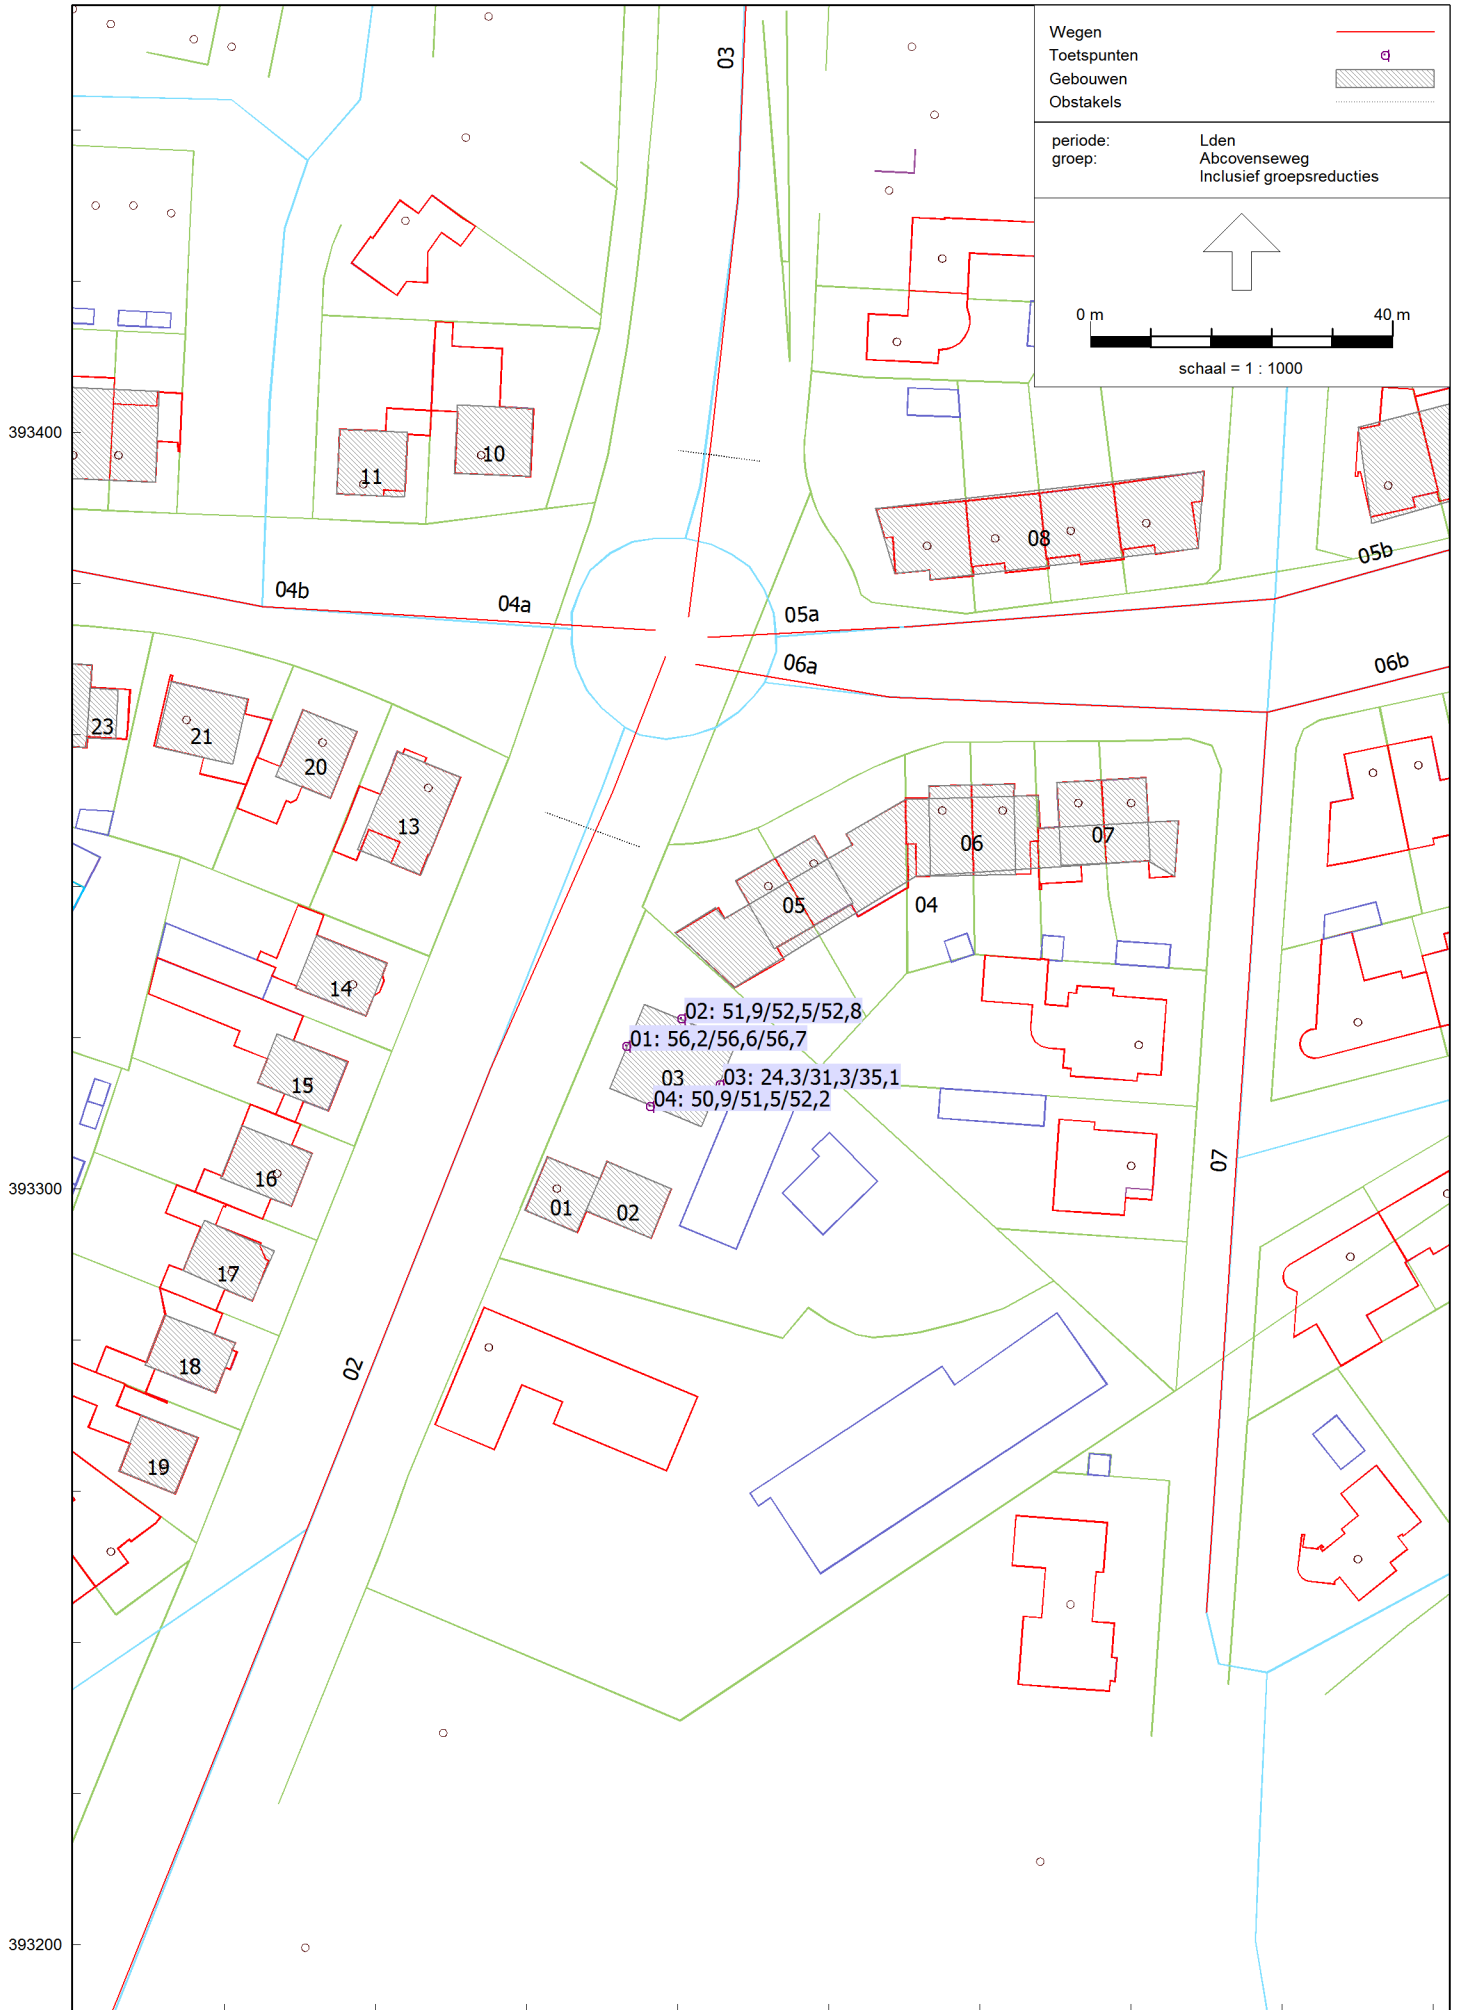 Wegen
Toetspunten
Gebouwen
Obstakels
periode: Lden
groep: Abcovenseweg
Inclusief groepsreducties
0 m 40 m
schaal = 1 : 1000
03
393400
11
10
08
05b
04b
04a
05a
06a
06b
23
21
20
13
05
06
07
04
14
02: 51,9/52,5/52,8
01: 56,2/56,6/56,7
03
03: 24,3/31,3/35,1
04: 50,9/51,5/52,2
15
16
07
393300
01
02
17
18
02
19
393200